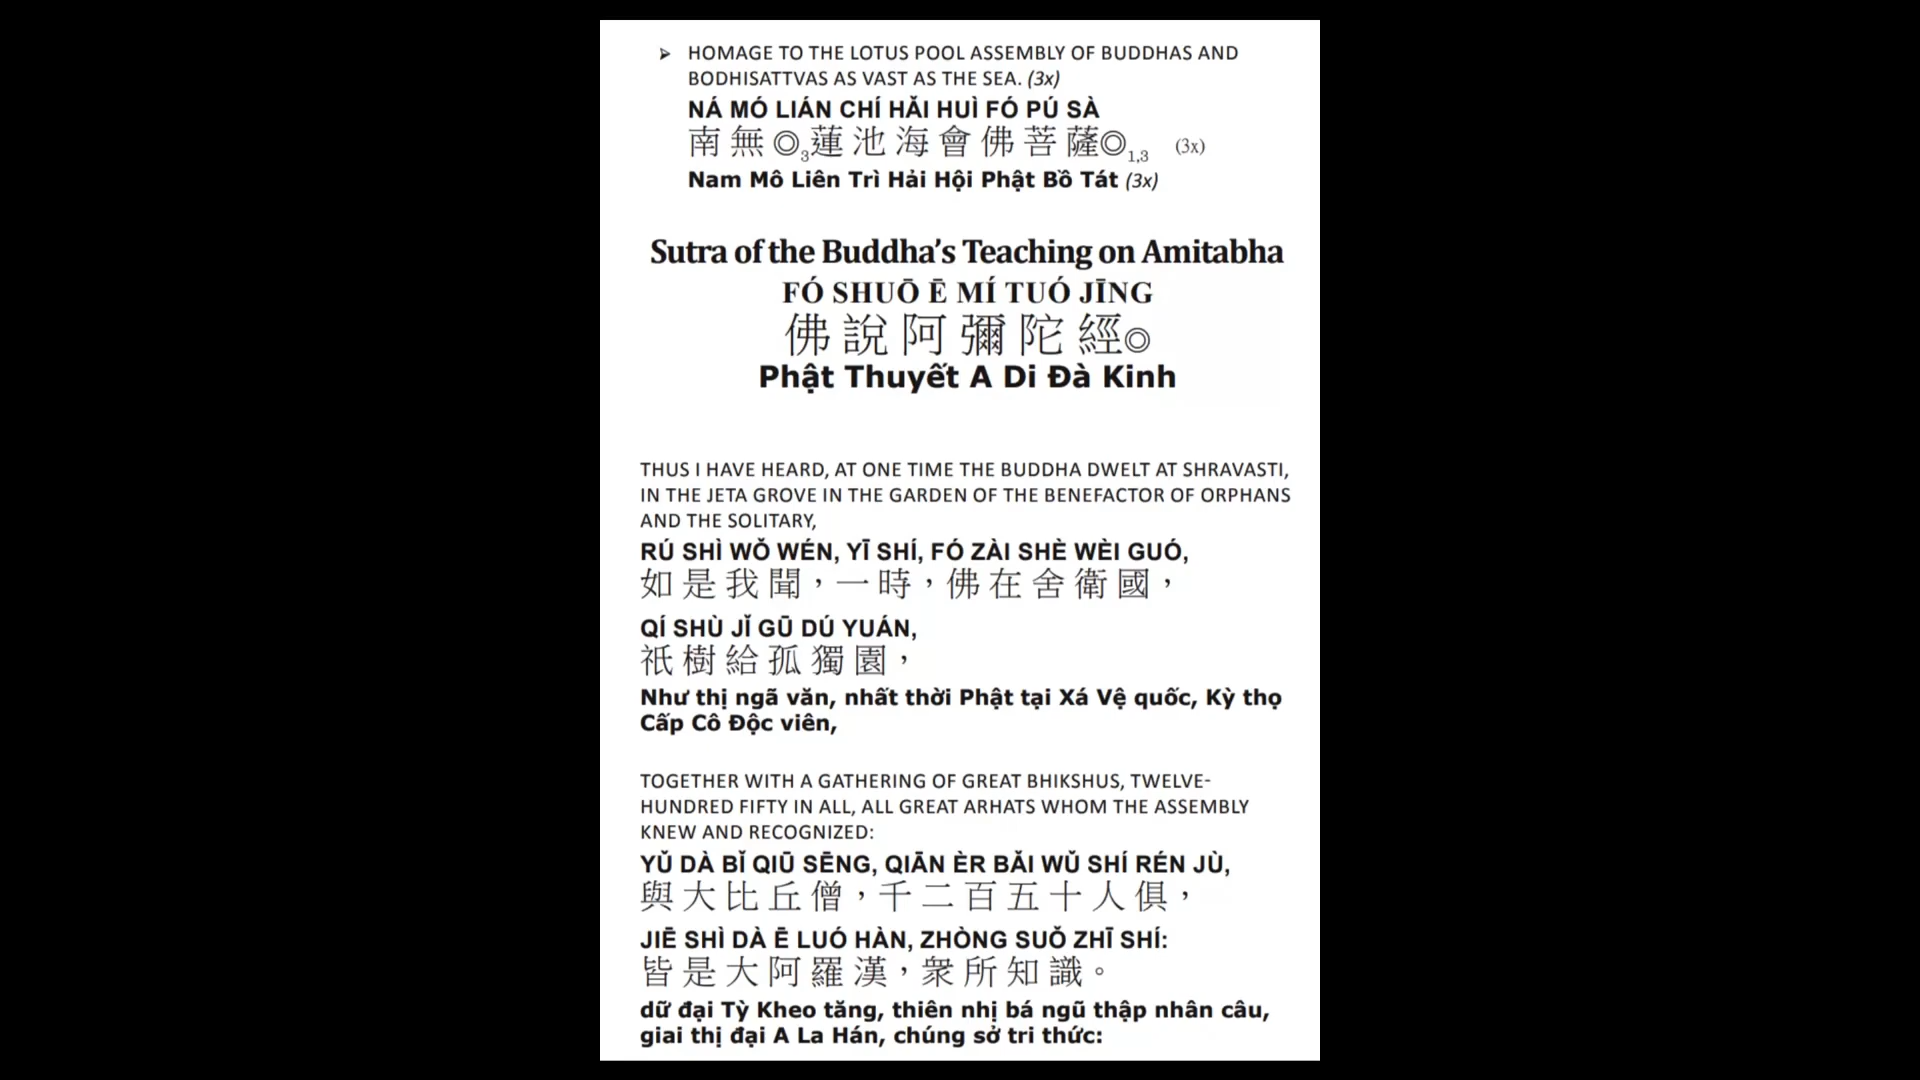 ➢ HOMAGE TO THE LOTUS POOL ASSEMBLY OF BUDDHAS AND
BODHISATTVAS AS VAST AS THE SEA. (3x)
NÁ MÓ LIÁN CHÍ HǍI HUÌ FÓ PÚ SÀ
南無◎3蓮池海會佛菩薩◎1,3 (3x)
Nam Mô Liên Trì Hải Hội Phật Bồ Tát (3x)
Sutra of the Buddha’s Teaching on Amitabha
FÓ SHUŌ Ē MÍ TUÓ JĪNG
佛說阿彌陀經◎
Phật Thuyết A Di Đà Kinh
THUS I HAVE HEARD, AT ONE TIME THE BUDDHA DWELT AT SHRAVASTI,
IN THE JETA GROVE IN THE GARDEN OF THE BENEFACTOR OF ORPHANS
AND THE SOLITARY,
RÚ SHÌ WǑ WÉN, YĪ SHÍ, FÓ ZÀI SHÈ WÈI GUÓ,
如是我聞，一時，佛在舍衛國，
QÍ SHÙ JǏ GŪ DÚ YUÁN,
祇樹給孤獨園，
Như thị ngã văn, nhất thời Phật tại Xá Vệ quốc, Kỳ thọ
Cấp Cô Độc viên,
TOGETHER WITH A GATHERING OF GREAT BHIKSHUS, TWELVE-
HUNDRED FIFTY IN ALL, ALL GREAT ARHATS WHOM THE ASSEMBLY
KNEW AND RECOGNIZED:
YǓ DÀ BǏ QIŪ SĒNG, QIĀN ÈR BǍI WǓ SHÍ RÉN JÙ,
與大比丘僧，千二百五十人俱，
JIĒ SHÌ DÀ Ē LUÓ HÀN, ZHÒNG SUǑ ZHĪ SHÍ:
皆是大阿羅漢，衆所知識。
dữ đại Tỳ Kheo tăng, thiên nhị bá ngũ thập nhân câu,
giai thị đại A La Hán, chúng sở tri thức: